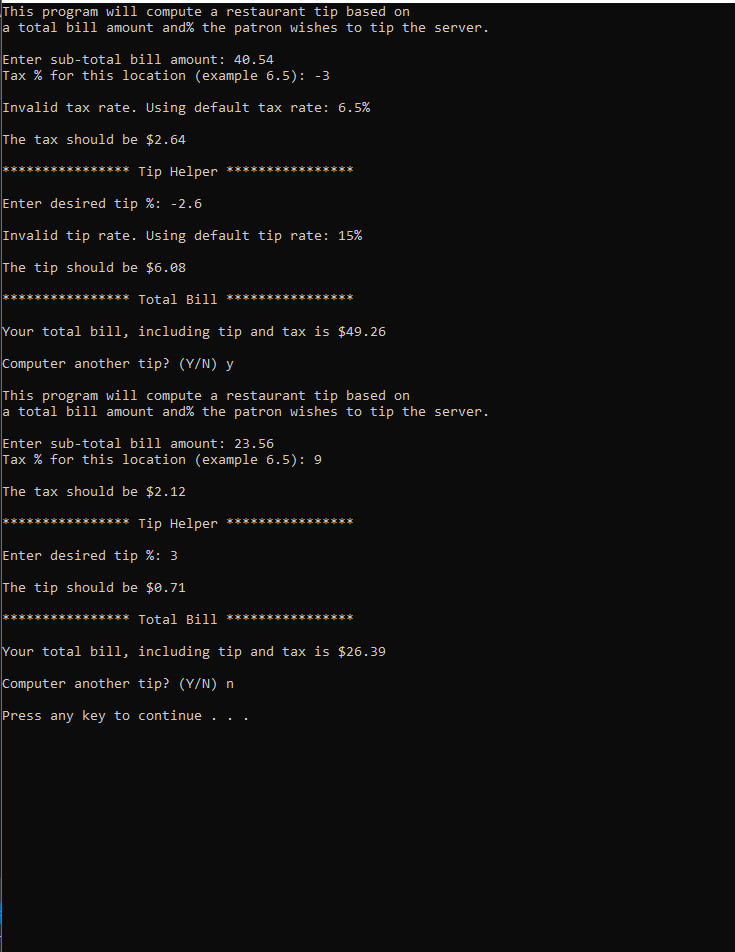 This program will compute a restaurant tip based on
a total bill amount and% the patron wishes to tip the server.
Enter sub-total bill amount: 40.54
Tax % for this location (example 6.5): -3
Invalid tax rate. Using default tax rate: 6.5%
The tax should be $2.64
**************** Tip Helper ****************
Enter desired tip %: -2.6
Invalid tip rate. Using default tip rate: 15%
The tip should be $6.08
**************** Total Bill ****************
Your total bill, including tip and tax is $49.26
Computer another tip? (Y/N) y
This program will compute a restaurant tip based on
a total bill amount and% the patron wishes to tip the server.
Enter sub-total bill amount: 23.56
Tax % for this location (example 6.5): 9
The tax should be $2.12
**************** Tip Helper ****************
Enter desired tip %: 3
The tip should be $0.71
**************** Total Bill ****************
Your total bill, including tip and tax is $26.39
Computer another tip? (Y/N) n
Press any key to continue . . .